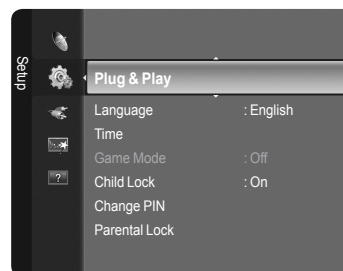 Setup
Plug & Play
Language : English
Time
Game Mode : Off
Child Lock : On
Change PIN
Parental Lock
?